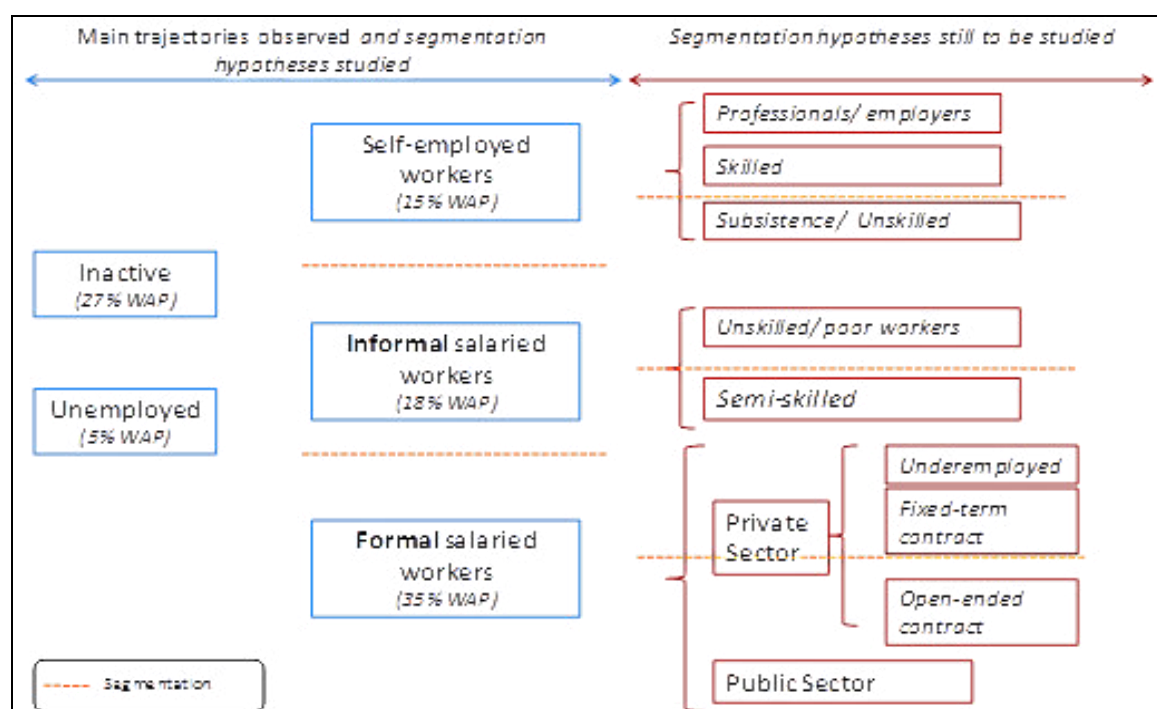 Main trajectories observed and segmentation
hypotheses studied
Segmentation hypotheses still to be studied
Self-employed
workers
(15% WAP)
Professionals/ employers
Skilled
Subsistence/ Unskilled
Inactive
(27% WAP)
Informal salaried
workers
(18% WAP)
Unskilled/ poor workers
Semi-skilled
Unemployed
(5% WAP)
Formal salaried
workers
(35% WAP)
Private
Sector
Underemployed
Fixed-term
contract
Open-ended
contract
Public Sector
Segmentation